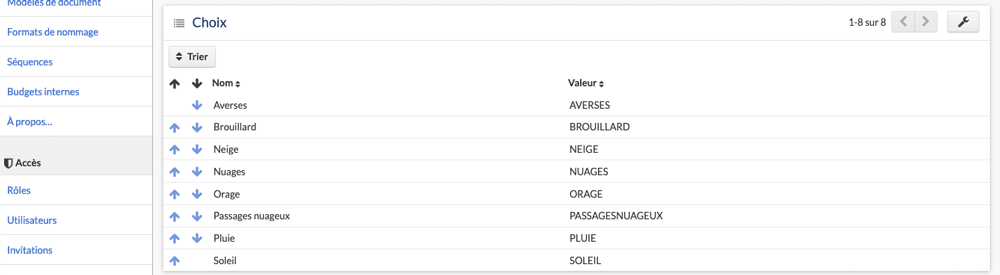 Modèles de document
Formats de nommage
Séquences
Budgets internes
À propos...
Accès
Rôles
Utilisateurs
Invitations
Choix
1-8 sur 8
Trier
Nom Valeur
Averses AVERSES
Brouillard BROUILLARD
Neige NEIGE
Nuages NUAGES
Orage ORAGE
Passages nuageux PASSAGESNUAGEUX
Pluie PLUIE
Soleil SOLEIL